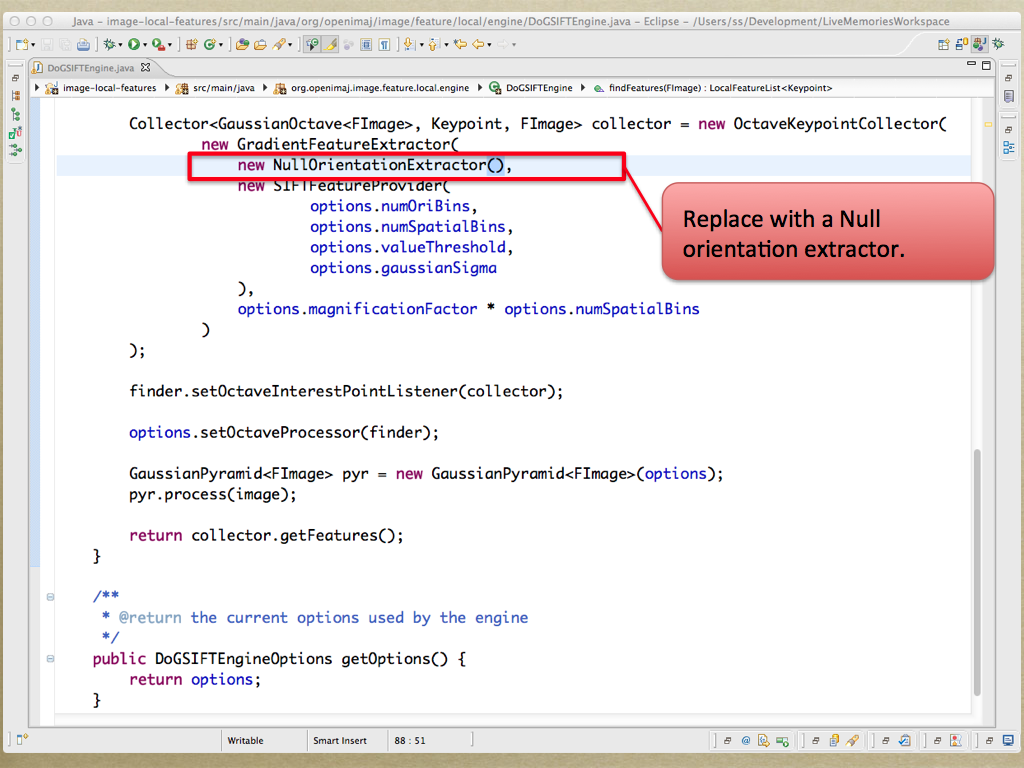 Java – image-local-features/src/main/java/org/openimaj/image/feature/local/engine/DoGSIFTEngine.java – Eclipse – /Users/ss/Development/LiveMemoriesWorkspace
DoGSIFTEngine.java
image-local-features src/main/java org.openimaj.image.feature.local.engine DoGSIFTEngine findFeatures(FImage) : LocalFeatureList<Keypoint>
Collector<GaussianOctave<FImage>, Keypoint, FImage> collector = new OctaveKeypointCollector(
new GradientFeatureExtractor(
new NullOrientationExtractor(),
new SIFTFeatureProvider(
options.numOriBins,
options.numSpatialBins,
options.valueThreshold,
options.gaussianSigma
),
options.magnificationFactor * options.numSpatialBins
)
);
Replace with a Null
orientation extractor.
finder.setOctaveInterestPointListener(collector);
options.setOctaveProcessor(finder);
GaussianPyramid<FImage> pyr = new GaussianPyramid<FImage>(options);
pyr.process(image);
return collector.getFeatures();
}
/**
* @return the current options used by the engine
*/
public DoGSIFTEngineOptions getOptions() {
return options;
}
Writable Smart Insert 88 : 51